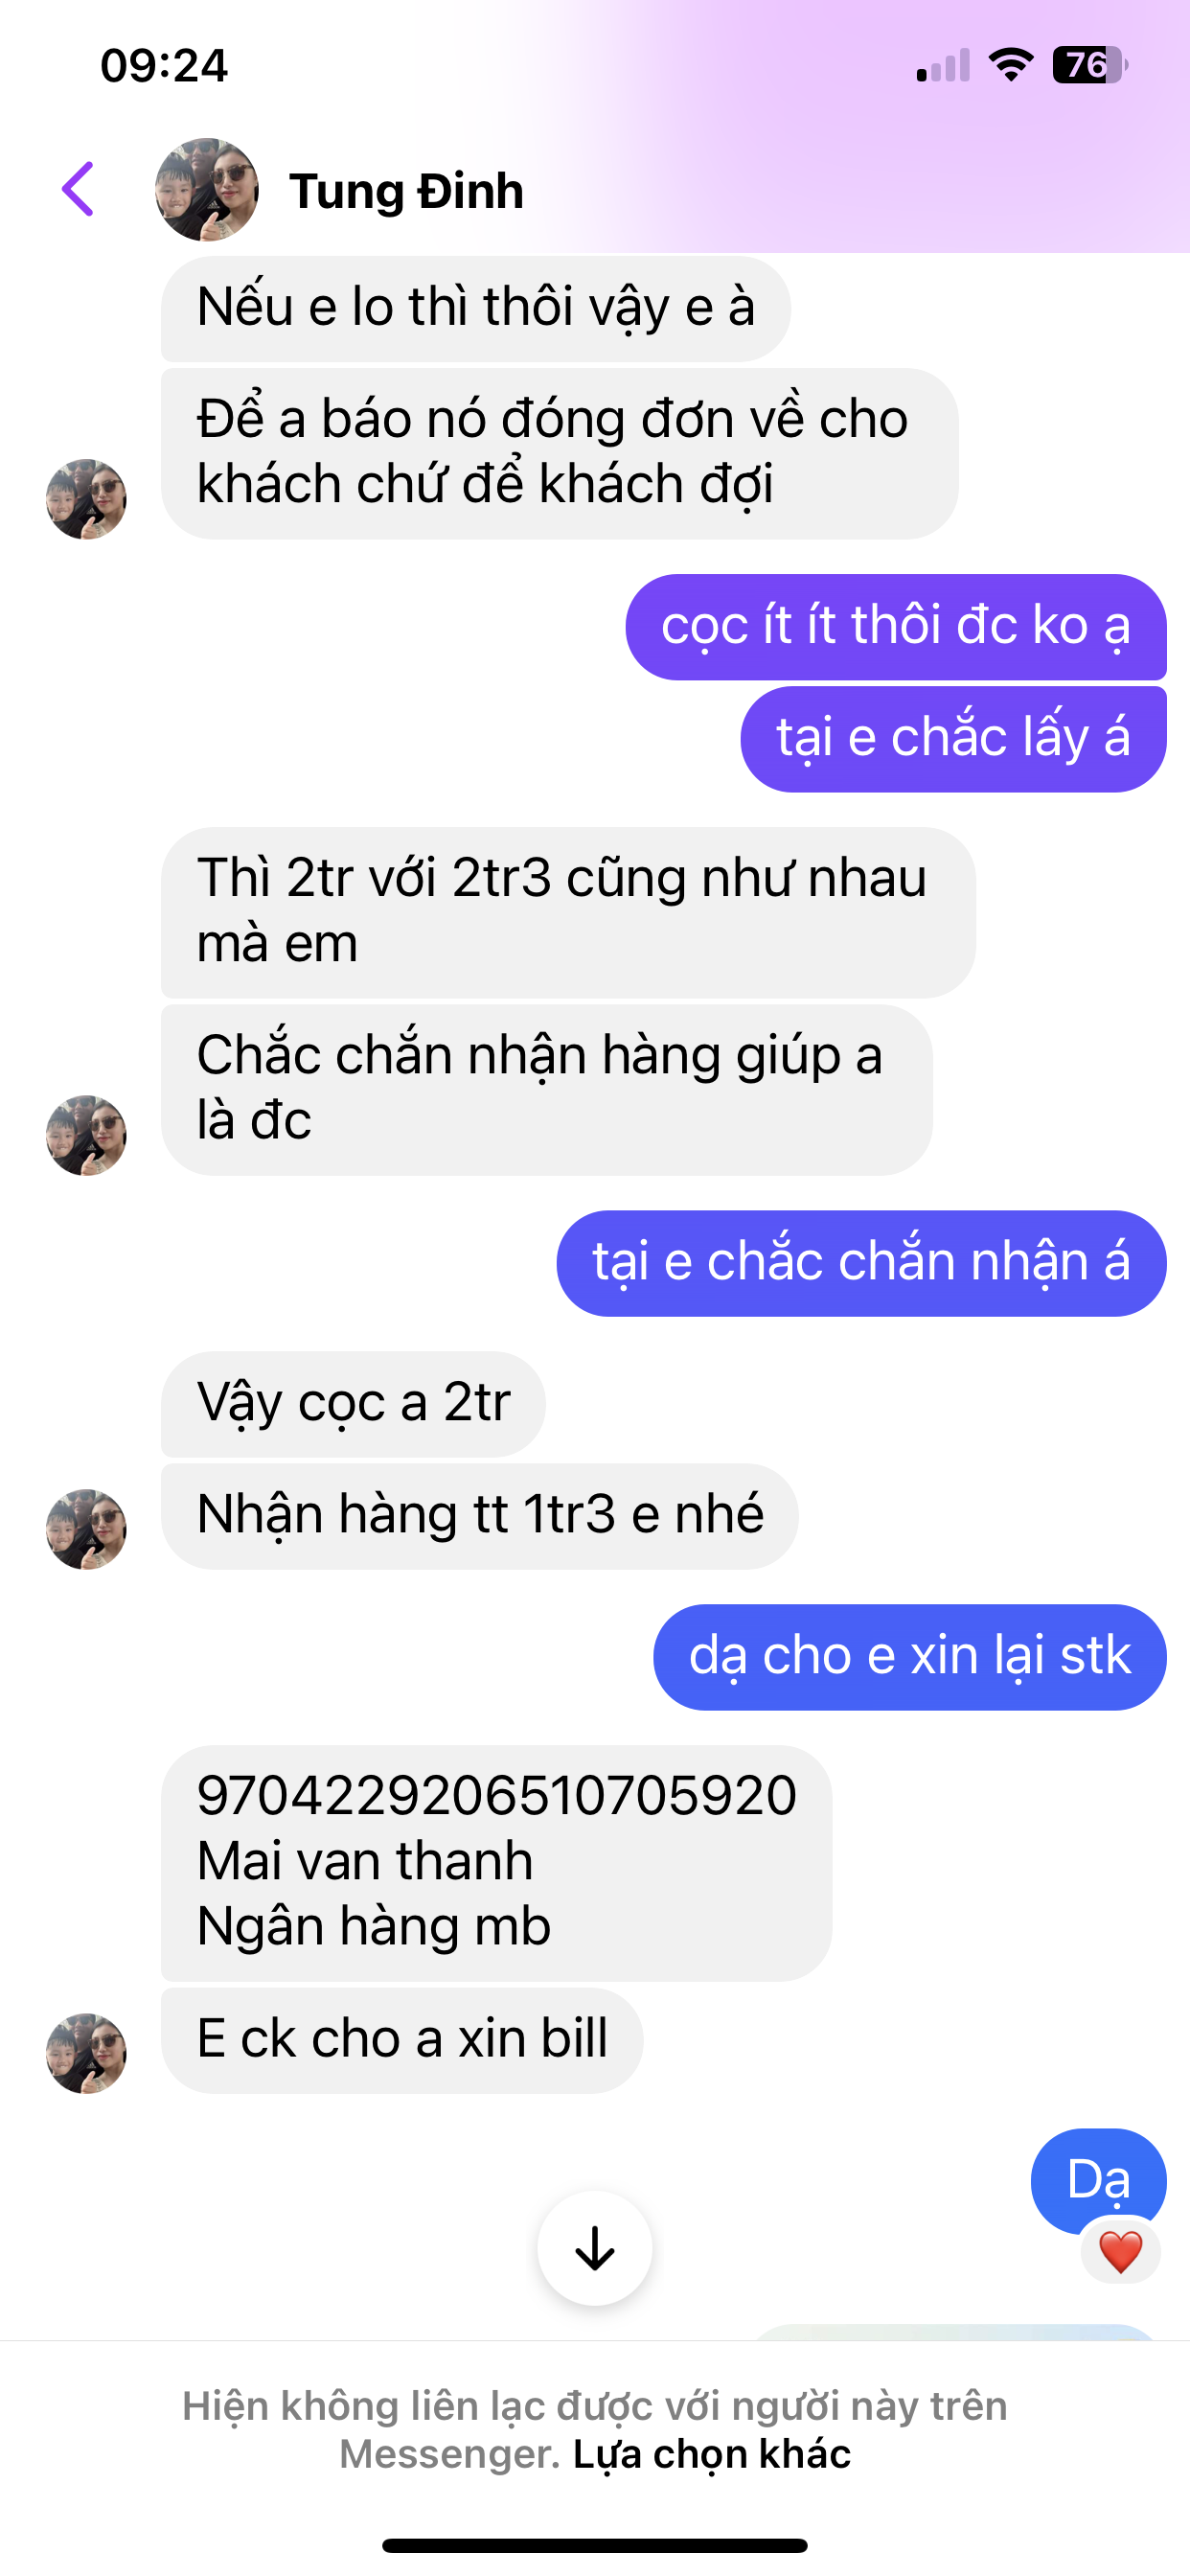 09:24
76
Tung Đinh
Nếu e lo thì thôi vậy e à
Để a báo nó đóng đơn về cho
khách chứ để khách đợi
cọc ít ít thôi đc ko ạ
tại e chắc lấy á
Thì 2tr với 2tr3 cũng như nhau
mà em
Chắc chắn nhận hàng giúp a
là đc
tại e chắc chắn nhận á
Vậy cọc a 2tr
Nhận hàng tt 1tr3 e nhé
dạ cho e xin lại stk
9704229206510705920
Mai van thanh
Ngân hàng mb
E ck cho a xin bill
Dạ
Hiện không liên lạc được với người này trên
Messenger. Lựa chọn khác